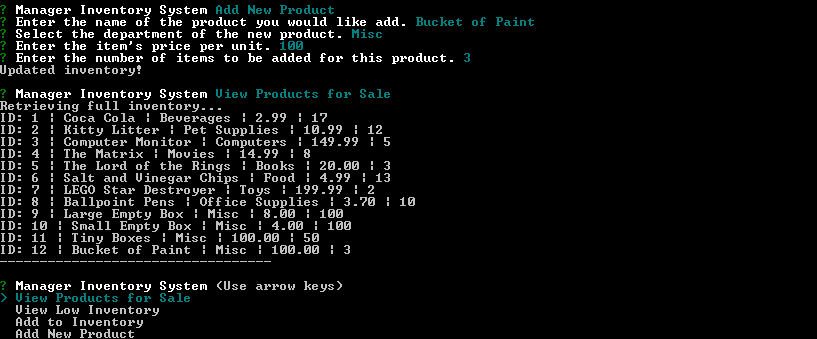 ? Manager Inventory System Add New Product
? Enter the name of the product you would like add. Bucket of Paint
? Select the department of the new product. Misc
? Enter the item's price per unit. 100
? Enter the number of items to be added for this product. 3
Updated inventory!
? Manager Inventory System View Products for Sale
Retrieving full inventory...
ID: 1 | Coca Cola | Beverages | 2.99 | 17
ID: 2 | Kitty Litter | Pet Supplies | 10.99 | 12
ID: 3 | Computer Monitor | Computers | 149.99 | 5
ID: 4 | The Matrix | Movies | 14.99 | 8
ID: 5 | The Lord of the Rings | Books | 20.00 | 3
ID: 6 | Salt and Vinegar Chips | Food | 4.99 | 13
ID: 7 | LEGO Star Destroyer | Toys | 199.99 | 2
ID: 8 | Ballpoint Pens | Office Supplies | 3.70 | 10
ID: 9 | Large Empty Box | Misc | 8.00 | 100
ID: 10 | Small Empty Box | Misc | 4.00 | 100
ID: 11 | Tiny Boxes | Misc | 100.00 | 50
ID: 12 | Bucket of Paint | Misc | 100.00 | 3
----------------------------------
? Manager Inventory System (Use arrow keys)
> View Products for Sale
View Low Inventory
Add to Inventory
Add New Product